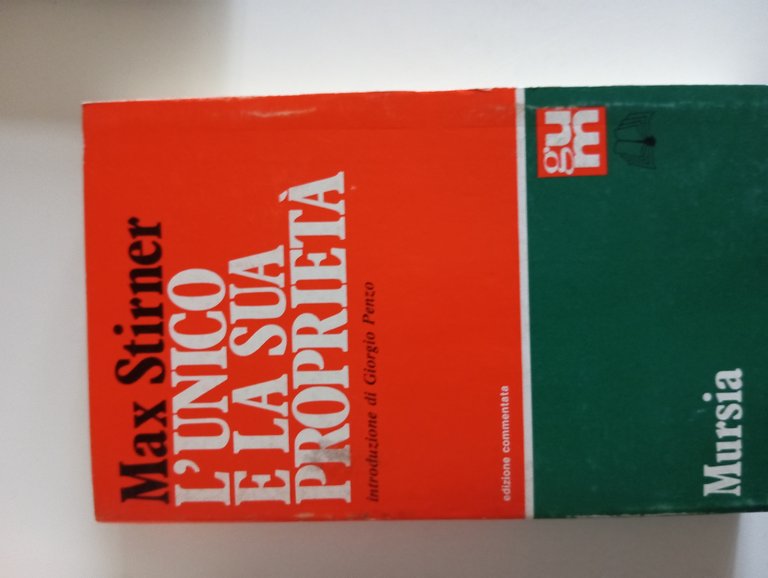 Max Stirner
L'UNICO
E LA SUA
PROPRIETÀ
introduzione di Giorgio Penzo
edizione commentata
gum
Mursia